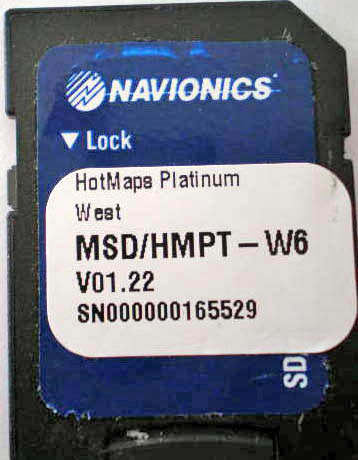 NAVIONICS
▼ Lock
HotMaps Platinum
West
MSD/HMPT – W6
V01.22
SN000000165529
SD